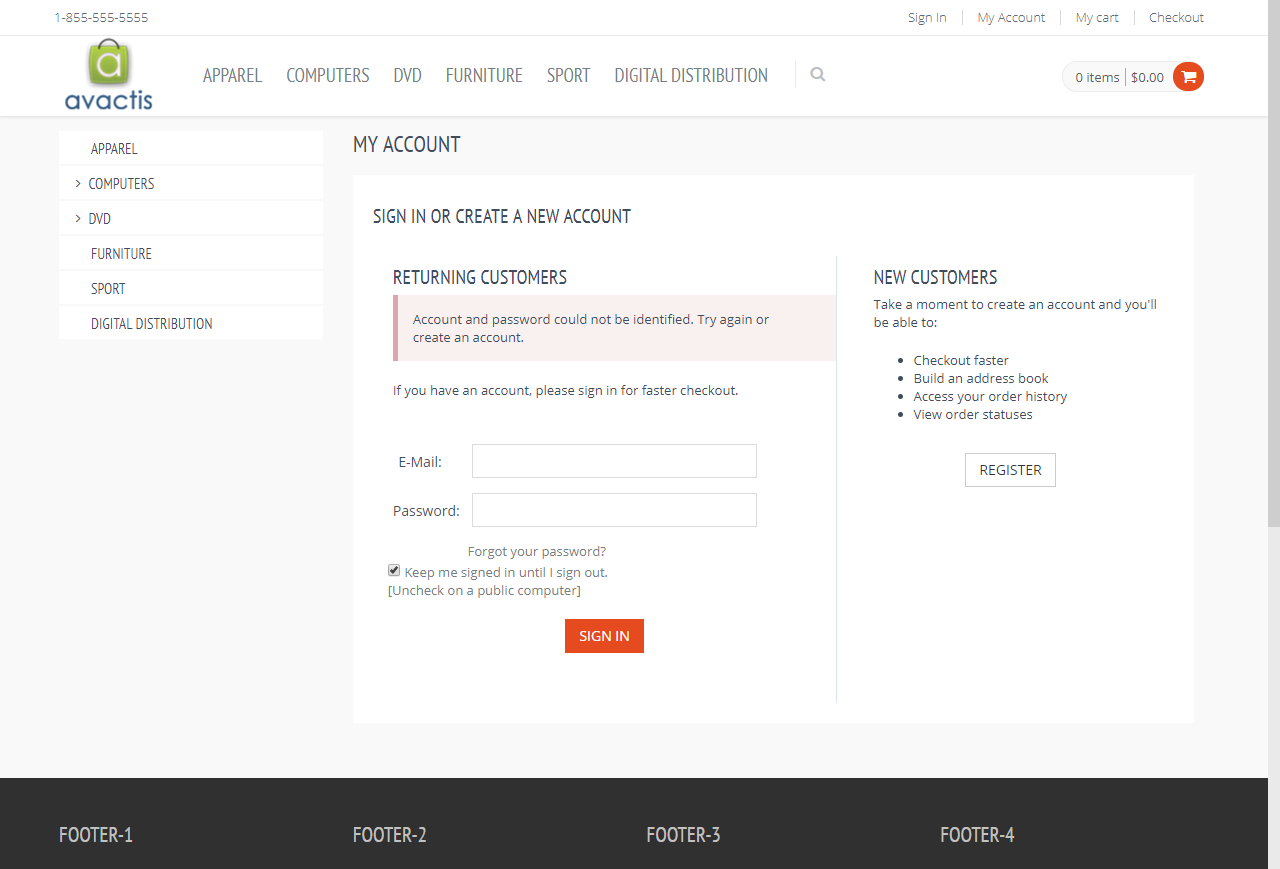 1-855-555-5555
Sign In
My Account
My cart
Checkout
a
avactis
APPAREL
COMPUTERS
DVD
FURNITURE
SPORT
DIGITAL DISTRIBUTION
0 items
$0.00
APPAREL
COMPUTERS
DVD
FURNITURE
SPORT
DIGITAL DISTRIBUTION
MY ACCOUNT
SIGN IN OR CREATE A NEW ACCOUNT
RETURNING CUSTOMERS
Account and password could not be identified. Try again or
create an account.
If you have an account, please sign in for faster checkout.
E-Mail:
Password:
Forgot your password?
Keep me signed in until I sign out.
[Uncheck on a public computer]
SIGN IN
NEW CUSTOMERS
Take a moment to create an account and you'll
be able to:
Checkout faster
Build an address book
Access your order history
View order statuses
REGISTER
FOOTER-1
FOOTER-2
FOOTER-3
FOOTER-4